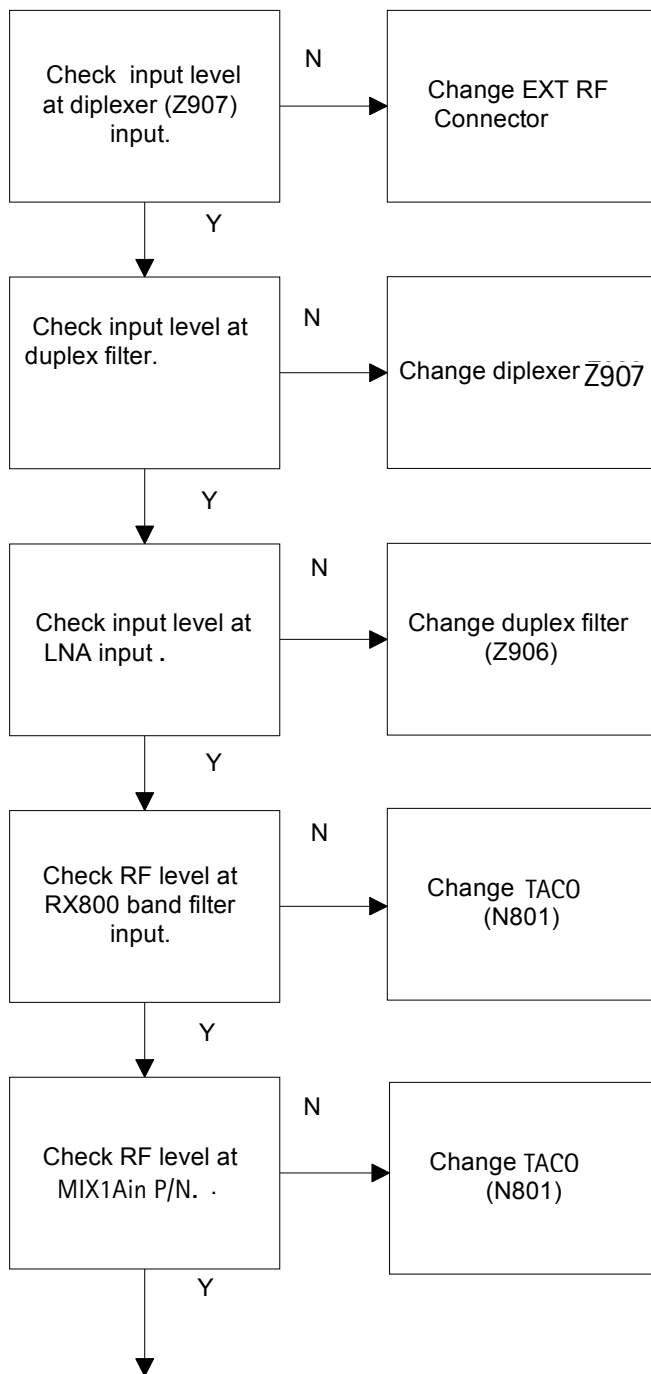 Check input level
at diplexer (Z907)
input.
N
Change EXT RF
Connector
Y
Check input level at
duplex filter.
N
Change diplexer Z907
Y
Check input level at
LNA input .
N
Change duplex filter
(Z906)
Y
Check RF level at
RX800 band filter
input.
N
Change TACO
(N801)
Y
Check RF level at
MIX1Ain P/N. .
N
Change TACO
(N801)
Y